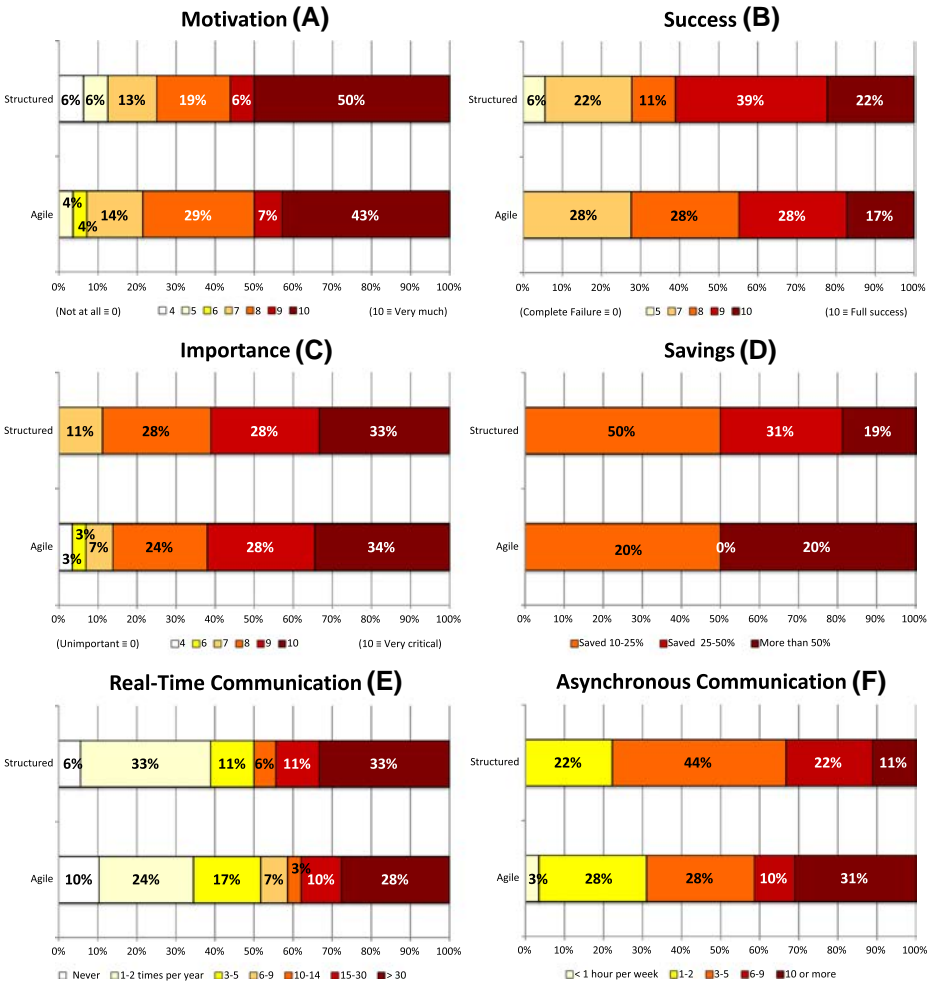 Motivation (A)
Structured
6% 6% 13% 19% 6% 50%
Agile
4% 4% 14% 29% 7% 43%
0% 10% 20% 30% 40% 50% 60% 70% 80% 90% 100%
(Not at all ≡ 0) 4 5 6 7 8 9 10 (10 ≡ Very much)
Success (B)
Structured
6% 22% 11% 39% 22%
Agile
28% 28% 28% 17%
0% 10% 20% 30% 40% 50% 60% 70% 80% 90% 100%
(Complete Failure ≡ 0) 5 7 8 9 10 (10 ≡ Full success)
Importance (C)
Structured
11% 28% 28% 33%
Agile
3% 3% 7% 24% 28% 34%
0% 10% 20% 30% 40% 50% 60% 70% 80% 90% 100%
(Unimportant ≡ 0) 4 6 7 8 9 10 (10 ≡ Very critical)
Savings (D)
Structured
50% 31% 19%
Agile
20% 0% 20%
0% 10% 20% 30% 40% 50% 60% 70% 80% 90% 100%
Saved 10-25% Saved 25-50% More than 50%
Real-Time Communication (E)
Structured
6% 33% 11% 6% 11% 33%
Agile
10% 24% 17% 7% 3% 10% 28%
0% 10% 20% 30% 40% 50% 60% 70% 80% 90% 100%
Never 1-2 times per year 3-5 6-9 10-14 15-30 > 30
Asynchronous Communication (F)
Structured
22% 44% 22% 11%
Agile
3% 28% 28% 10% 31%
0% 10% 20% 30% 40% 50% 60% 70% 80% 90% 100%
< 1 hour per week 1-2 3-5 6-9 10 or more